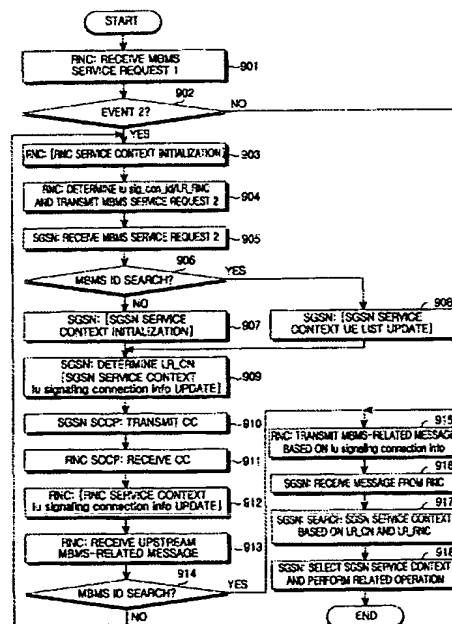 START
RNC: RECEIVE MBMS
SERVICE REQUEST 1
901
902
EVENT 2?
NO
YES
RNC: [RNC SERVICE CONTEXT INITIALIZATION]
903
RNC: DETERMINE Iu sig_con_id/LR_RNC
AND TRANSMIT MBMS SERVICE REQUEST 2
904
SGSN: RECEIVE MBMS SERVICE REQUEST 2
905
906
MBMS ID SEARCH?
YES
NO
SGSN: [SGSN SERVICE
CONTEXT INITIALIZATION]
907
908
SGSN: [SGSN SERVICE
CONTEXT UE LIST UPDATE]
SGSN: DETERMINE LR_CN
[SGSN SERVICE CONTEXT
Iu signaling connection info UPDATE]
909
SGSN SCCP: TRANSMIT CC
910
RNC SCCP: RECEIVE CC
911
RNC: [RNC SERVICE CONTEXT
Iu signaling connection info UPDATE]
912
RNC: RECEIVE UPSTREAM
MBMS-RELATED MESSAGE
913
914
MBMS ID SEARCH?
YES
NO
915
RNC: TRANSMIT MBMS-RELATED MESSAGE
BASED ON Iu signaling connection info
916
SGSN: RECEIVE MESSAGE FROM RNC
917
SGSN: SEARCH SGSN SERVICE CONTEXT
BASED ON LR_CN AND LR_RNC
918
SGSN: SELECT SGSN SERVICE CONTEXT
AND PERFORM RELATED OPERATION
END